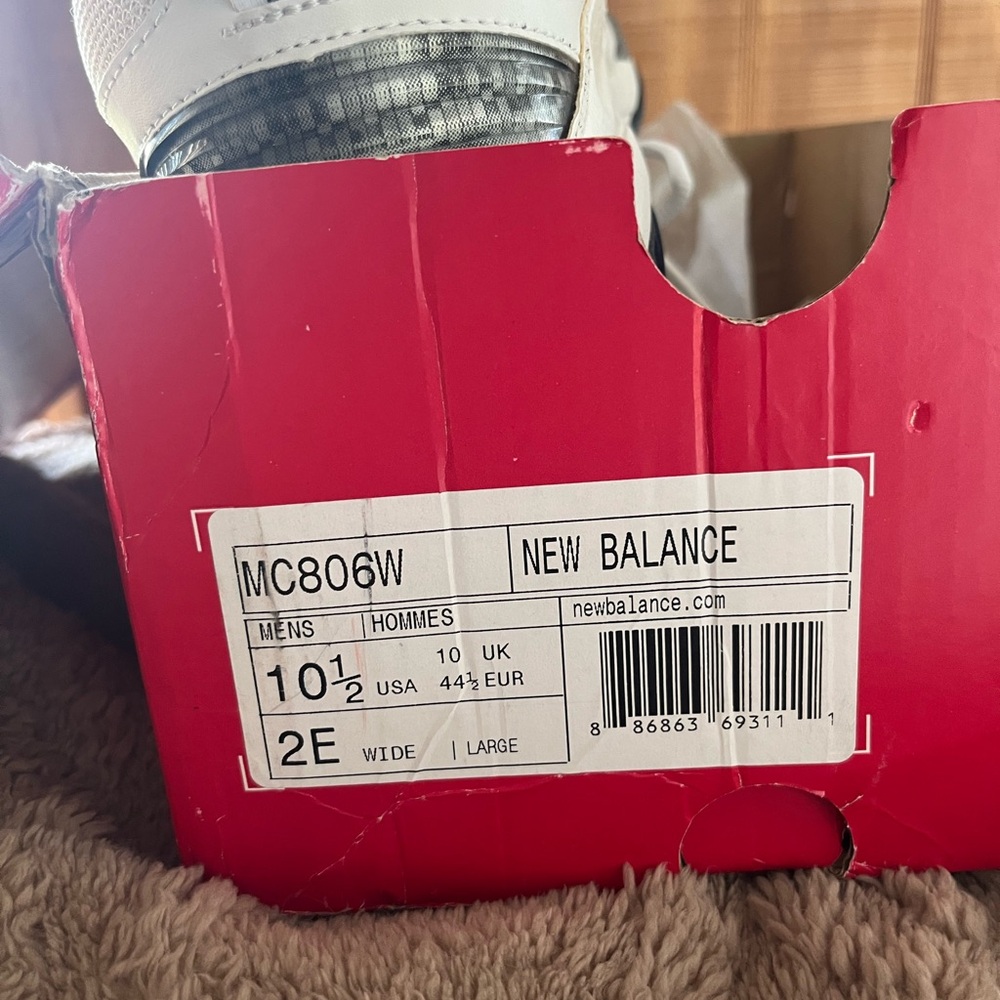 MC806W
NEW BALANCE
MENS | HOMMES
newbalance.com
10 UK
10½ USA 44½ EUR
2E WIDE | LARGE
8 86863 69311 1